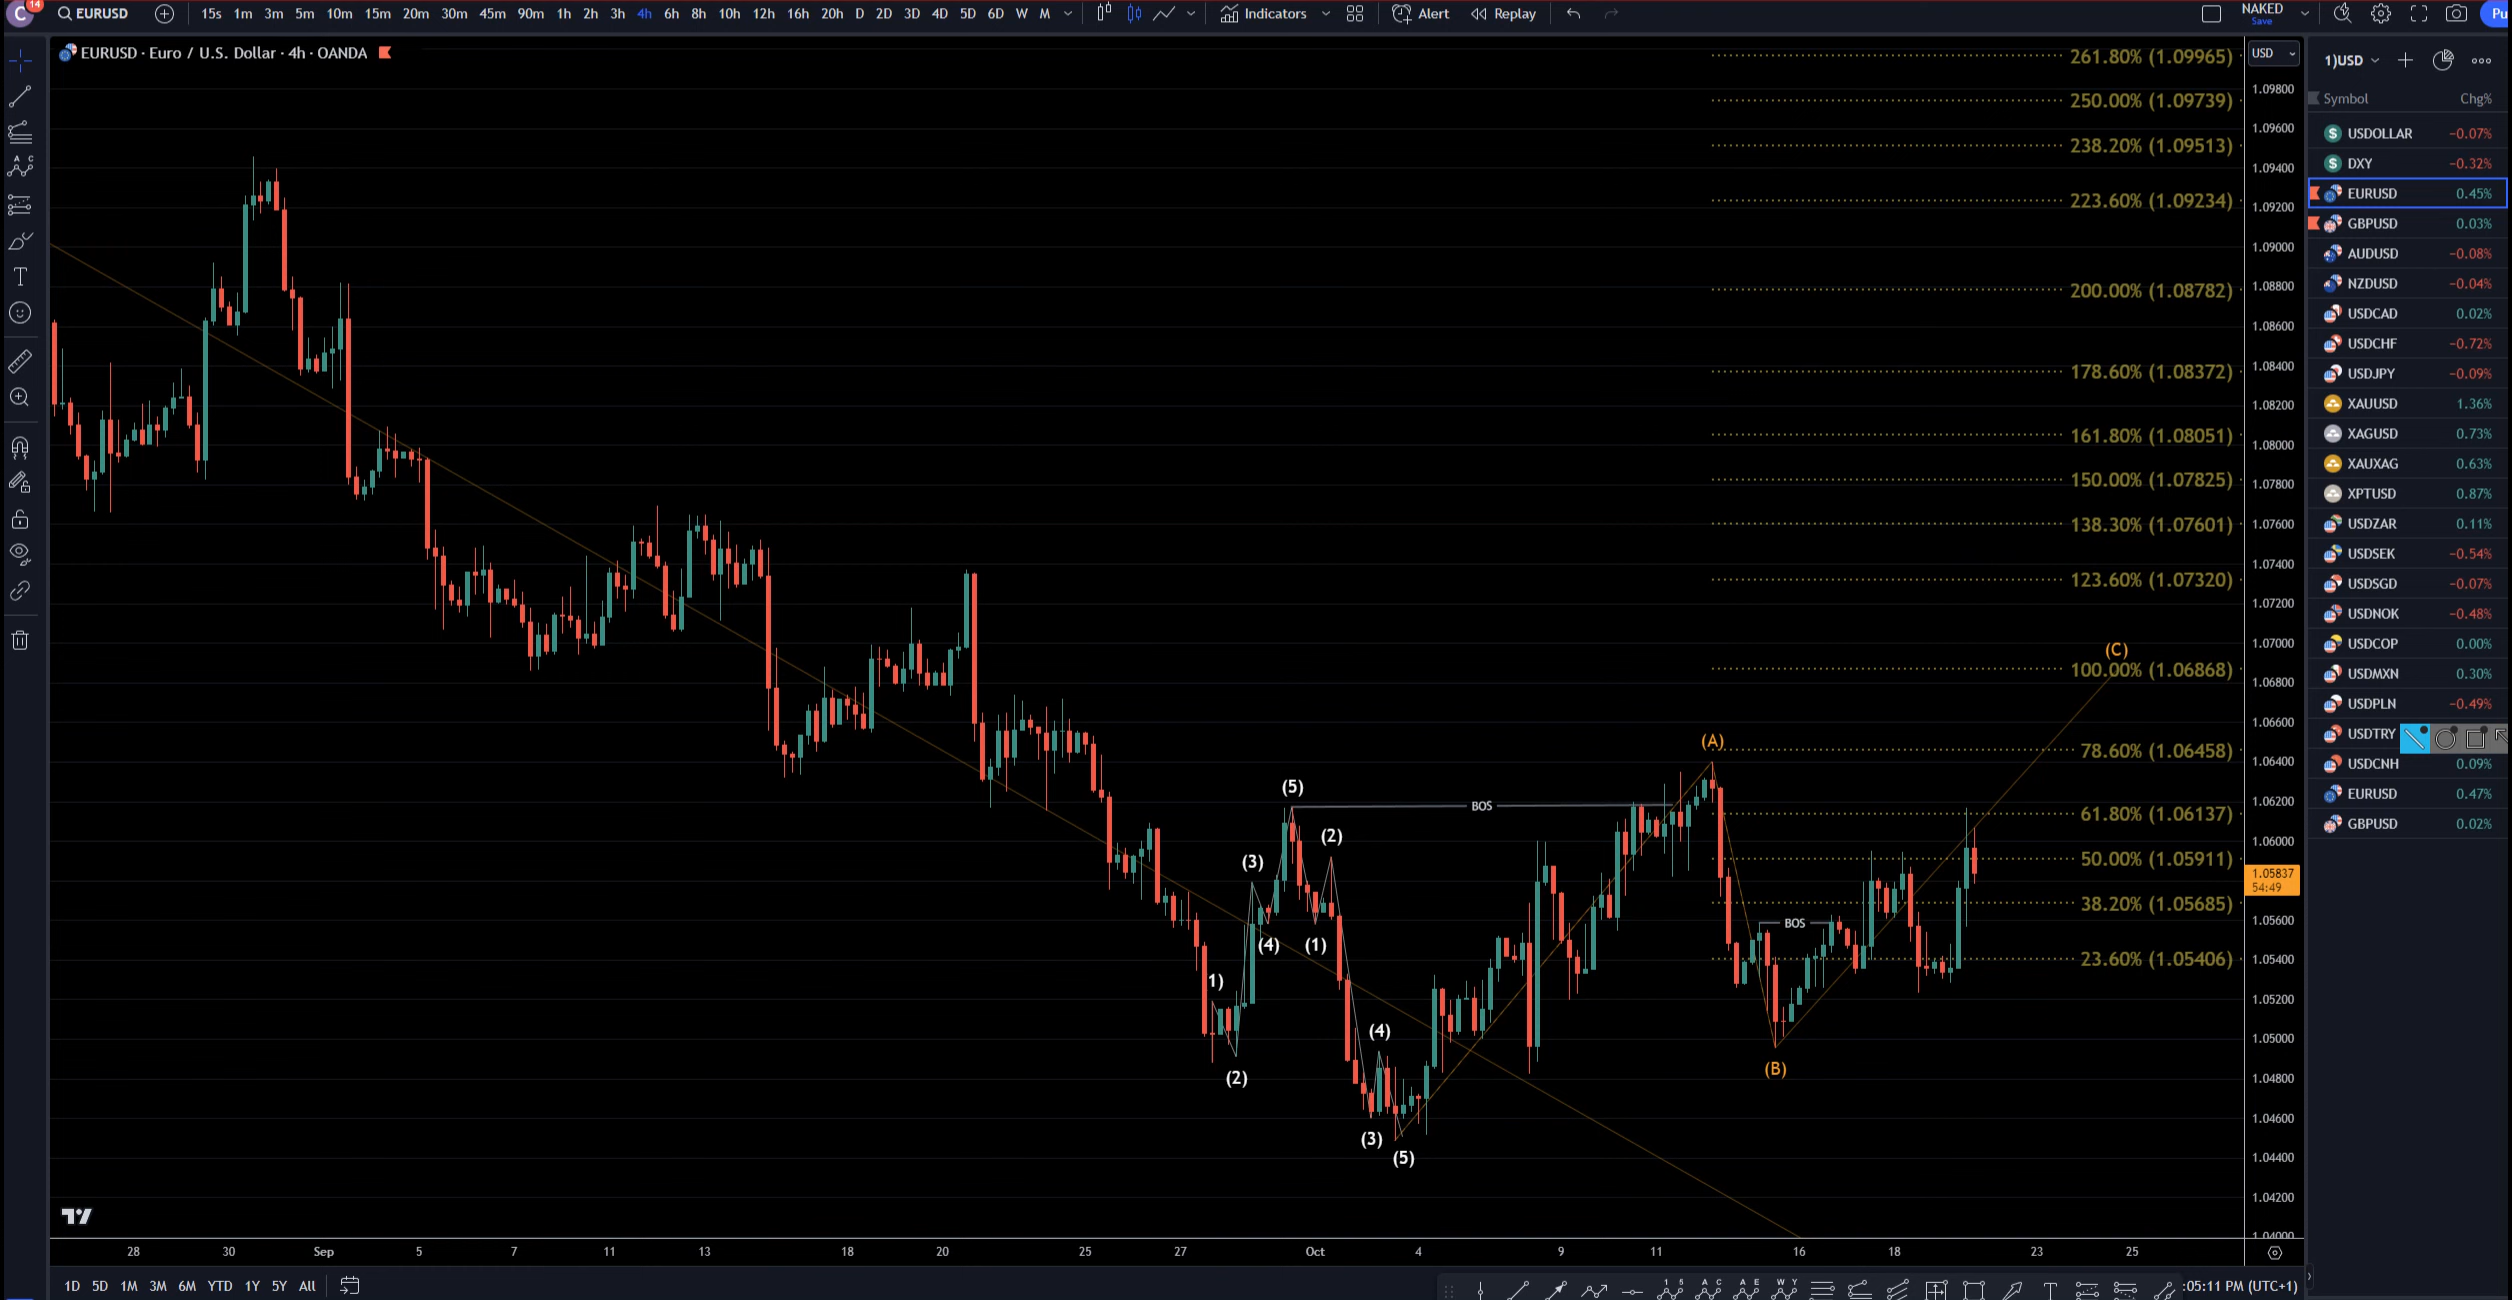 C 14 EURUSD 15s 1m 3m 5m 10m 15m 20m 30m 45m 90m 1h 2h 3h 4h 6h 8h 10h 12h 16h 20h D 2D 3D 4D 5D 6D W M Indicators Alert Replay NAKED Save Pu
EURUSD · Euro / U.S. Dollar · 4h · OANDA
USD
1)USD
Symbol Chg%
USDOLLAR −0.07%
DXY −0.32%
EURUSD 0.45%
GBPUSD 0.03%
AUDUSD −0.08%
NZDUSD −0.04%
USDCAD 0.02%
USDCHF −0.72%
USDJPY −0.09%
XAUUSD 1.36%
XAGUSD 0.73%
XAUXAG 0.63%
XPTUSD 0.87%
USDZAR 0.11%
USDSEK −0.54%
USDSGD −0.07%
USDNOK −0.48%
USDCOP 0.00%
USDMXN 0.30%
USDPLN −0.49%
USDTRY
USDCNH 0.09%
EURUSD 0.47%
GBPUSD 0.02%
261.80% (1.09965)
250.00% (1.09739)
238.20% (1.09513)
223.60% (1.09234)
200.00% (1.08782)
178.60% (1.08372)
161.80% (1.08051)
150.00% (1.07825)
138.30% (1.07601)
123.60% (1.07320)
(C)
100.00% (1.06868)
78.60% (1.06458)
61.80% (1.06137)
50.00% (1.05911)
38.20% (1.05685)
23.60% (1.05406)
1.09800
1.09600
1.09400
1.09200
1.09000
1.08800
1.08600
1.08400
1.08200
1.08000
1.07800
1.07600
1.07400
1.07200
1.07000
1.06800
1.06600
1.06400
1.06200
1.06000
1.05837
54:49
1.05600
1.05400
1.05200
1.05000
1.04800
1.04600
1.04400
1.04200
1.04000
(A)
(5)
BOS
(2)
(3)
BOS
(4) (1)
1)
(4)
(B)
(2)
(3)
(5)
28 30 Sep 5 7 11 13 18 20 25 27 Oct 4 9 11 16 18 23 25
1D 5D 1M 3M 6M YTD 1Y 5Y All
:05:11 PM (UTC+1)